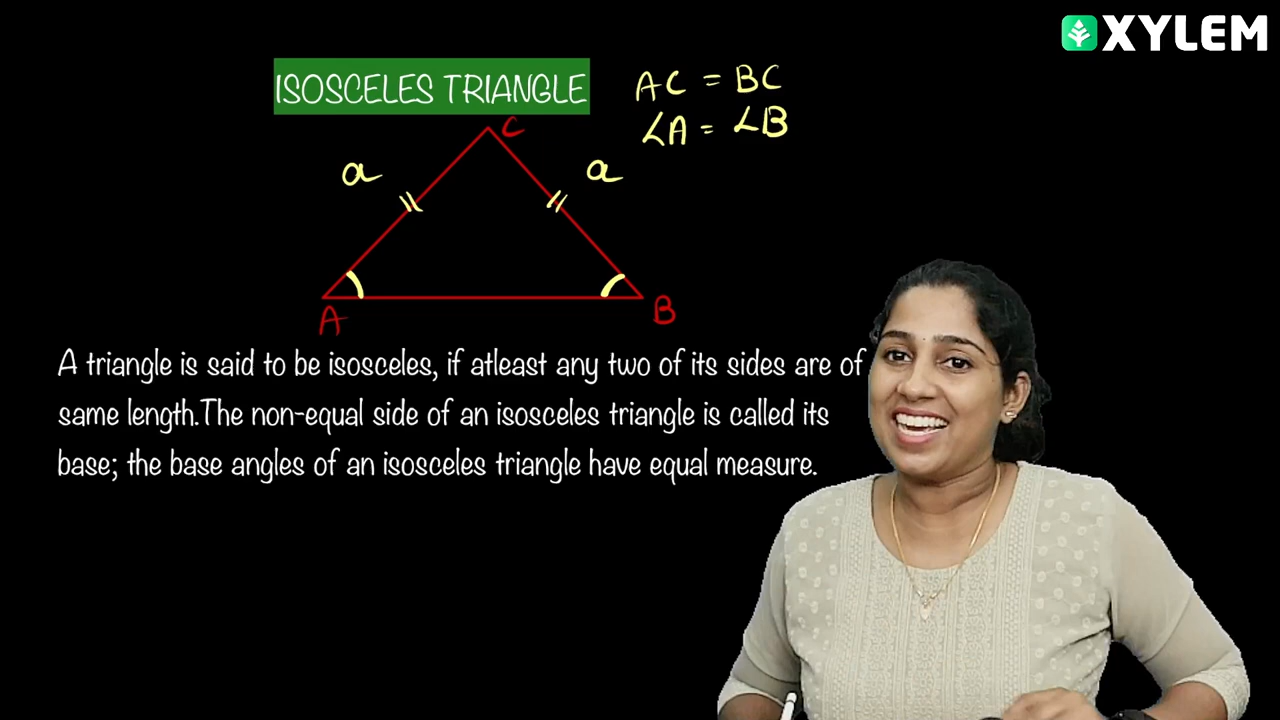 XYLEM
ISOSCELES TRIANGLE
AC = BC
∠A = ∠B
C
a
a
A
B
A triangle is said to be isosceles, if atleast any two of its sides are of
same length.The non-equal side of an isosceles triangle is called its
base; the base angles of an isosceles triangle have equal measure.